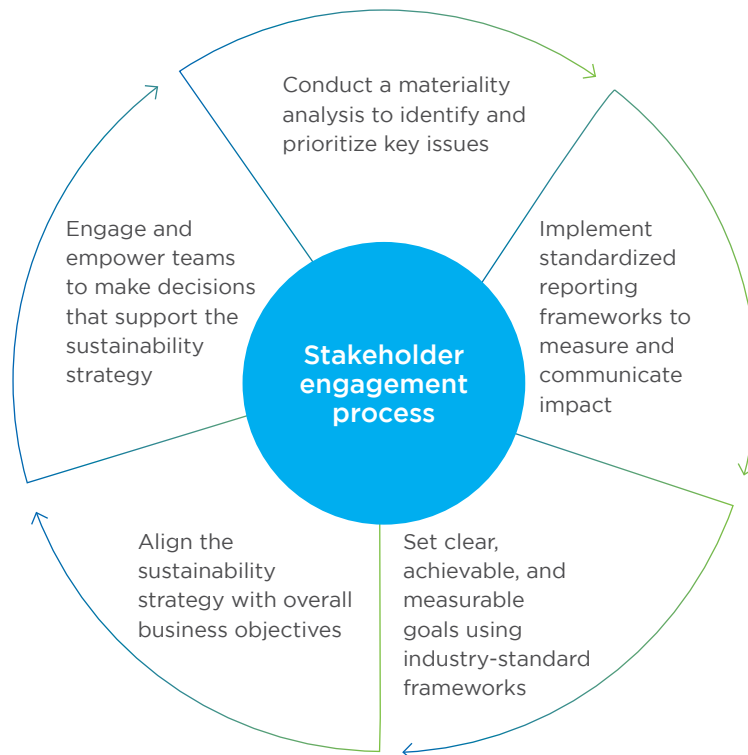 Conduct a materiality
analysis to identify and
prioritize key issues
Implement
standardized
reporting
frameworks to
measure and
communicate
impact
Set clear,
achievable, and
measurable
goals using
industry-standard
frameworks
Align the
sustainability
strategy with overall
business objectives
Engage and
empower teams
to make decisions
that support the
sustainability
strategy
Stakeholder
engagement
process